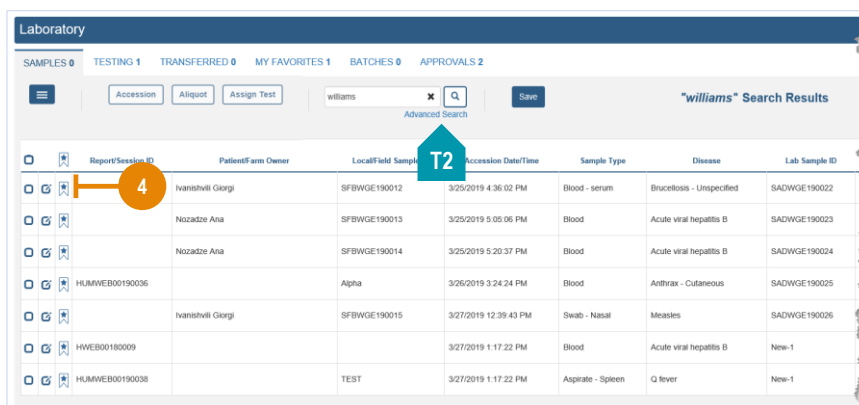 Laboratory
SAMPLES 0 TESTING 1 TRANSFERRED 0 MY FAVORITES 1 BATCHES 0 APPROVALS 2
Accession Aliquot Assign Test williams Save "williams" Search Results
Advanced Search
T2
Report/Session ID Patient/Farm Owner Local/Field Sample Accession Date/Time Sample Type Disease Lab Sample ID
4 Ivanishvili Giorgi SFBWGE190012 3/25/2019 4:36:02 PM Blood - serum Brucellosis - Unspecified SADWGE190022
Nozadze Ana SFBWGE190013 3/25/2019 5:05:06 PM Blood Acute viral hepatitis B SADWGE190023
Nozadze Ana SFBWGE190014 3/25/2019 5:20:37 PM Blood Acute viral hepatitis B SADWGE190024
HUMWEB00190036 Alpha 3/26/2019 3:24:24 PM Blood Anthrax - Cutaneous SADWGE190025
Ivanishvili Giorgi SFBWGE190015 3/27/2019 12:39:43 PM Swab - Nasal Measles SADWGE190026
HWEB00180009 3/27/2019 1:17:22 PM Blood Acute viral hepatitis B New-1
HUMWEB00190038 TEST 3/27/2019 1:17:22 PM Aspirate - Spleen Q fever New-1